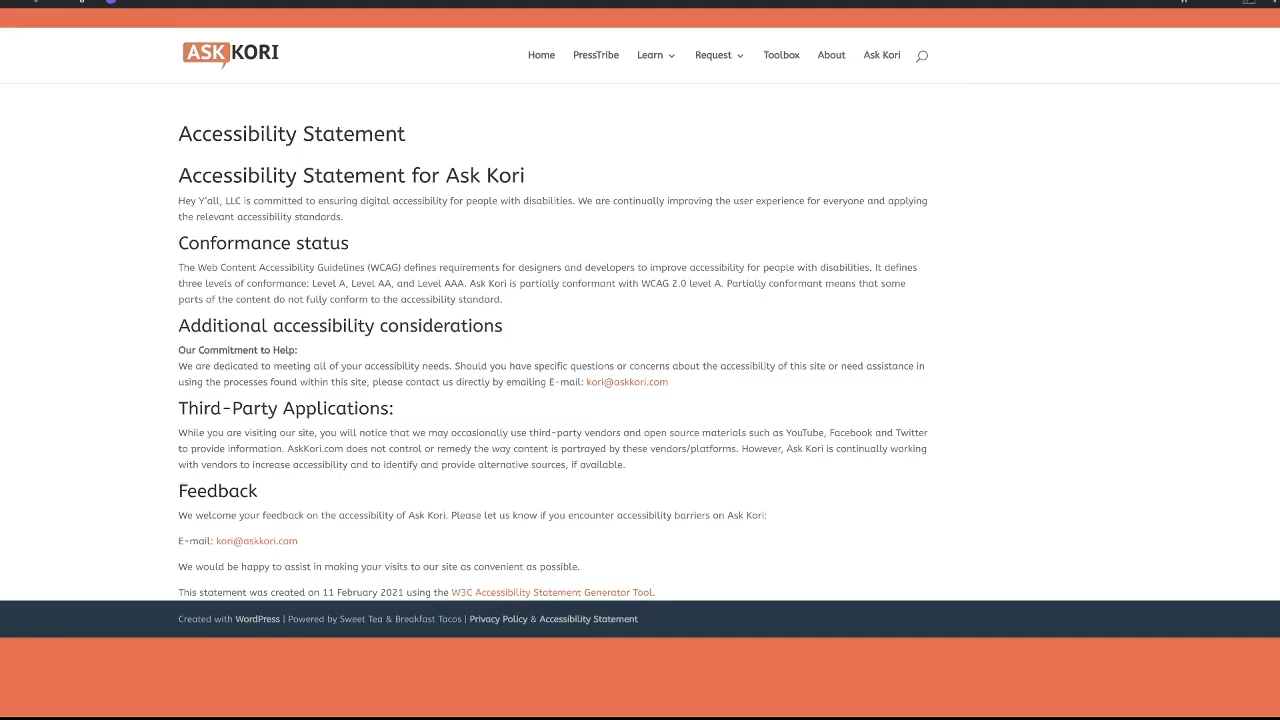 ASK KORI
Home PressTribe Learn Request Toolbox About Ask Kori
Accessibility Statement
Accessibility Statement for Ask Kori
Hey Y'all, LLC is committed to ensuring digital accessibility for people with disabilities. We are continually improving the user experience for everyone and applying
the relevant accessibility standards.
Conformance status
The Web Content Accessibility Guidelines (WCAG) defines requirements for designers and developers to improve accessibility for people with disabilities. It defines
three levels of conformance: Level A, Level AA, and Level AAA. Ask Kori is partially conformant with WCAG 2.0 level A. Partially conformant means that some
parts of the content do not fully conform to the accessibility standard.
Additional accessibility considerations
Our Commitment to Help:
We are dedicated to meeting all of your accessibility needs. Should you have specific questions or concerns about the accessibility of this site or need assistance in
using the processes found within this site, please contact us directly by emailing E-mail: kori@askkori.com
Third-Party Applications:
While you are visiting our site, you will notice that we may occasionally use third-party vendors and open source materials such as YouTube, Facebook and Twitter
to provide information. AskKori.com does not control or remedy the way content is portrayed by these vendors/platforms. However, Ask Kori is continually working
with vendors to increase accessibility and to identify and provide alternative sources, if available.
Feedback
We welcome your feedback on the accessibility of Ask Kori. Please let us know if you encounter accessibility barriers on Ask Kori:
E-mail: kori@askkori.com
We would be happy to assist in making your visits to our site as convenient as possible.
This statement was created on 11 February 2021 using the W3C Accessibility Statement Generator Tool.
Created with WordPress | Powered by Sweet Tea & Breakfast Tacos | Privacy Policy & Accessibility Statement